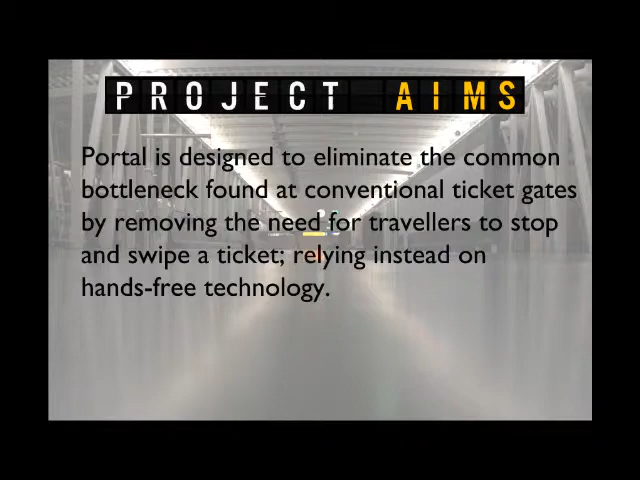 PROJECT AIMS
Portal is designed to eliminate the common
bottleneck found at conventional ticket gates
by removing the need for travellers to stop
and swipe a ticket; relying instead on
hands-free technology.